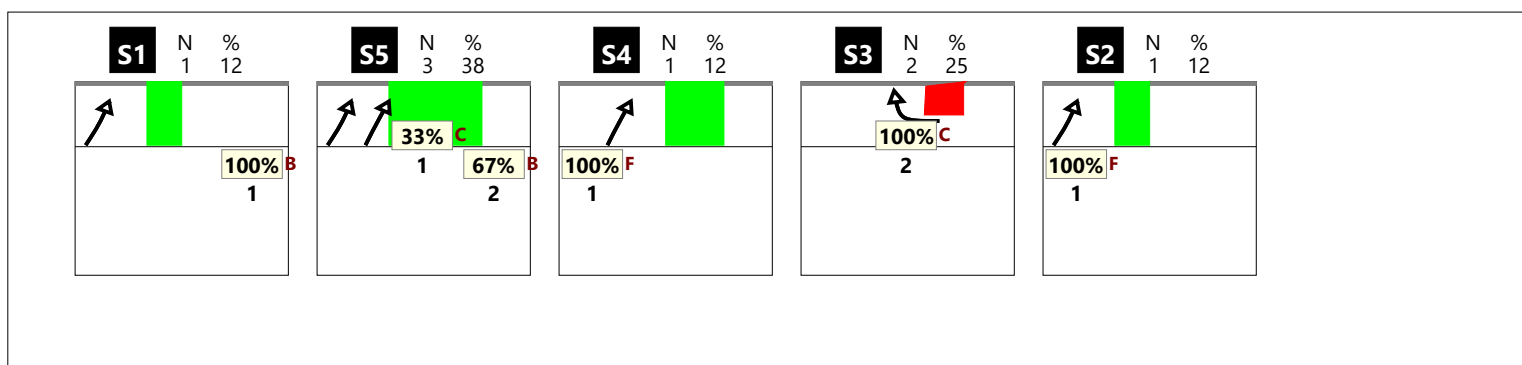 S1 N % S5 N % S4 N % S3 N % S2 N %
1 12 3 38 1 12 2 25 1 12
33% C 100% C
1 2
100% B 67% B 100% F 100% F
1 2 1 1